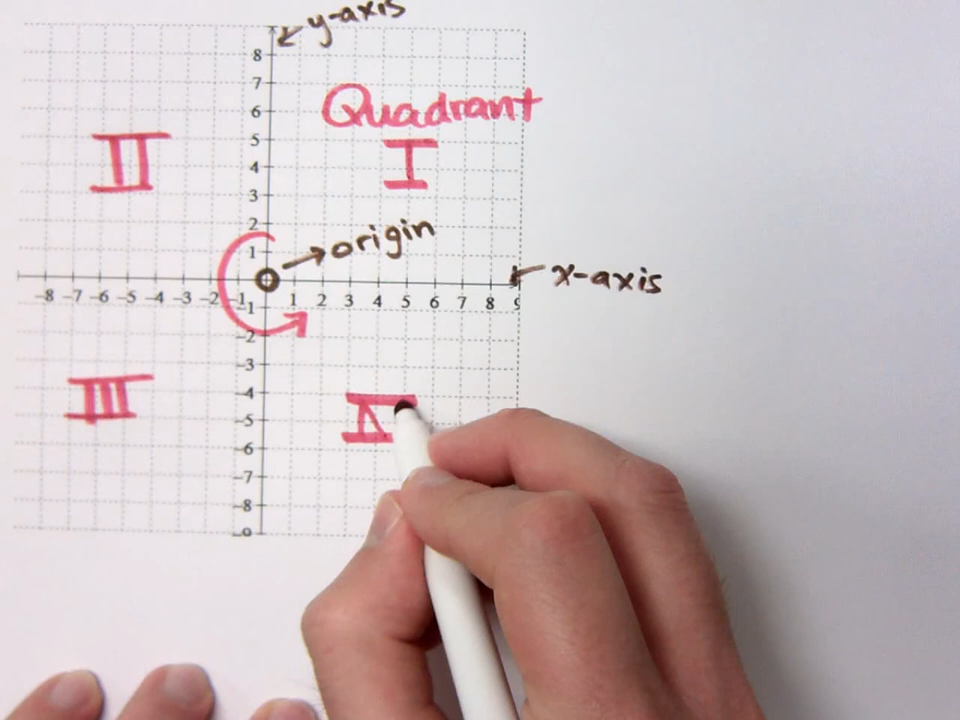 y-axis
8
7
Quadrant
6
5
I
II
4
3
2
origin
1
x-axis
-8 -7 -6 -5 -4 -3 -2 -1 1 2 3 4 5 6 7 8 9
-1
-2
-3
III
-4
-5
-6
-7
-8
-9